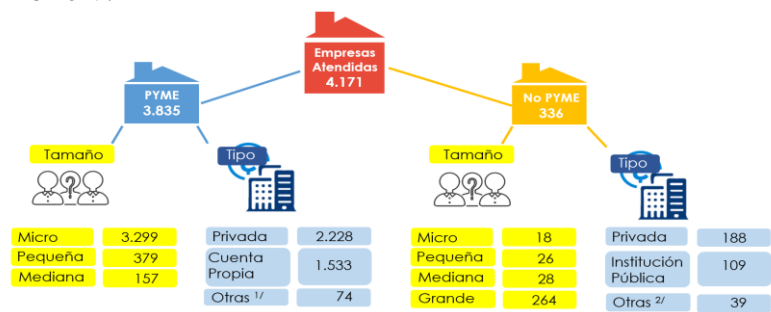 Empresas
Atendidas
4.171
PYME
3.835
No PYME
336
Tamaño
Tipo
Tamaño
Tipo
?
?
Micro 3.299
Pequeña 379
Mediana 157
Privada 2.228
Cuenta
Propia 1.533
Otras 1/ 74
Micro 18
Pequeña 26
Mediana 28
Grande 264
Privada 188
Institución
Pública 109
Otras 2/ 39